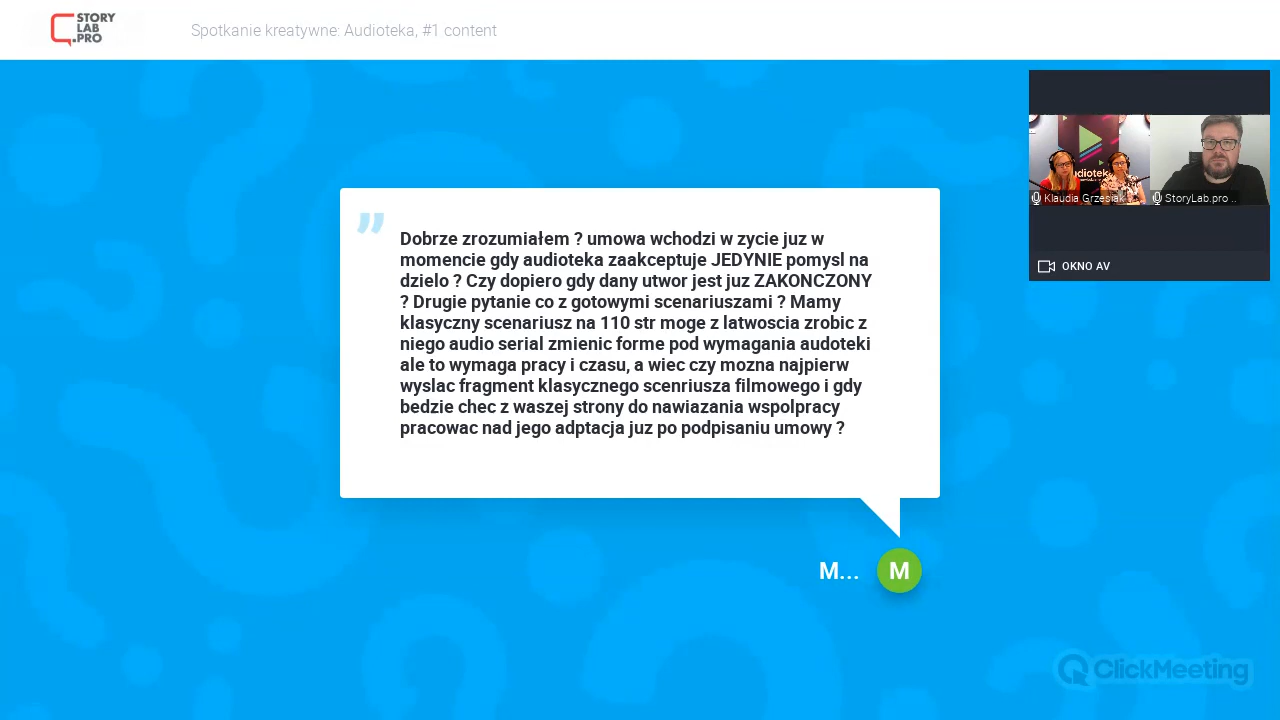 STORY
LAB
.PRO
Spotkanie kreatywne: Audioteka, #1 content
Dobrze zrozumiałem ? umowa wchodzi w zycie juz w
momencie gdy audioteka zaakceptuje JEDYNIE pomysl na
dzielo ? Czy dopiero gdy dany utwor jest juz ZAKONCZONY
? Drugie pytanie co z gotowymi scenariuszami ? Mamy
klasyczny scenariusz na 110 str moge z latwoscia zrobic z
niego audio serial zmienic forme pod wymagania audoteki
ale to wymaga pracy i czasu, a wiec czy mozna najpierw
wyslac fragment klasycznego scenriusza filmowego i gdy
bedzie chec z waszej strony do nawiazania wspolpracy
pracowac nad jego adptacja juz po podpisaniu umowy ?
M... M
Klaudia Grzesiak
StoryLab.pro ..
OKNO AV
ClickMeeting